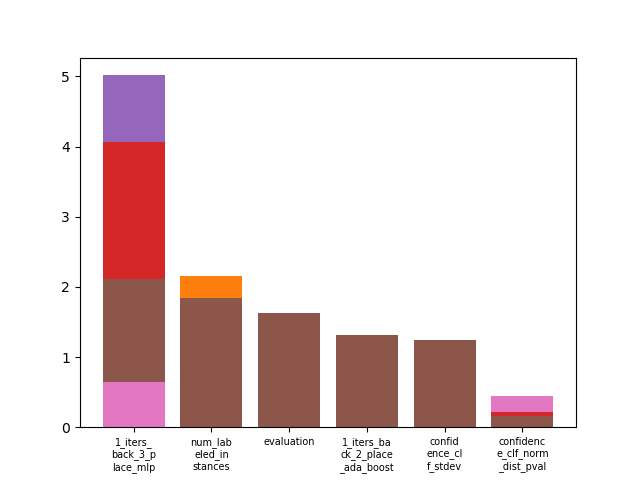 5
4
3
2
1
0
1_iters_
back_3_p
lace_mlp
num_lab
eled_in
stances
evaluation
1_iters_ba
ck_2_place
_ada_boost
confid
ence_cl
f_stdev
confidenc
e_clf_norm
_dist_pval